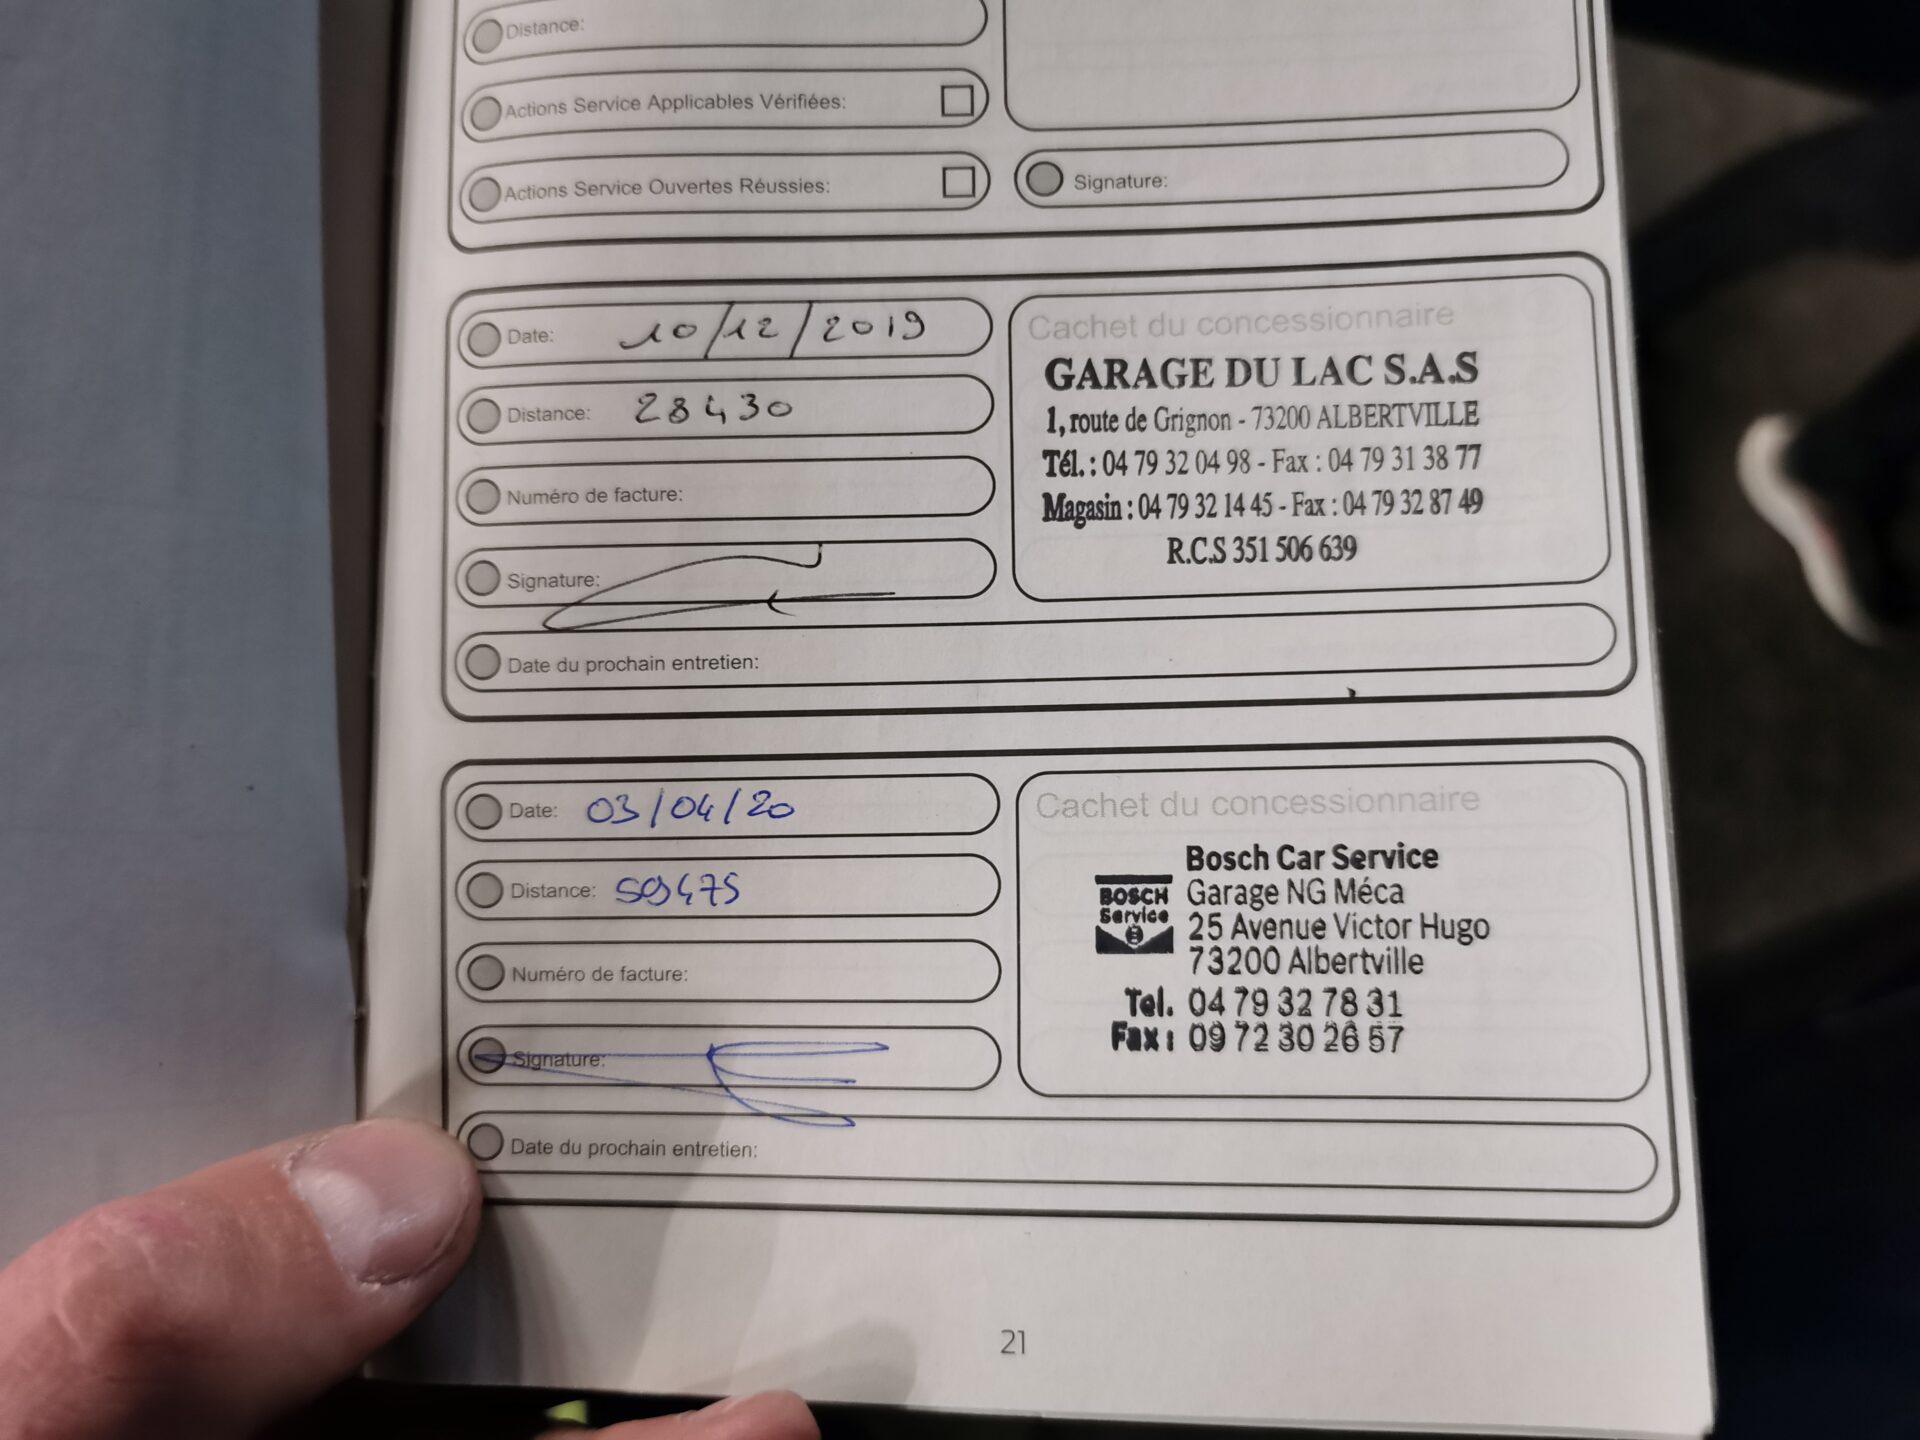 Distance:
Actions Service Applicables Vérifiées:
Actions Service Ouvertes Réussies:
Signature:
Date: 10/12/2019
Distance: 28430
Numéro de facture:
Signature:
Date du prochain entretien:
Cachet du concessionnaire
GARAGE DU LAC S.A.S
1, route de Grignon - 73200 ALBERTVILLE
Tél. : 04 79 32 04 98 - Fax : 04 79 31 38 77
Magasin : 04 79 32 14 45 - Fax : 04 79 32 87 49
R.C.S 351 506 639
Date: 03/04/20
Distance: 59475
Numéro de facture:
Signature:
Date du prochain entretien:
Cachet du concessionnaire
Bosch Car Service
BOSCH
Service
Garage NG Méca
25 Avenue Victor Hugo
73200 Albertville
Tel. 04 79 32 78 31
Fax : 09 72 30 26 57
21